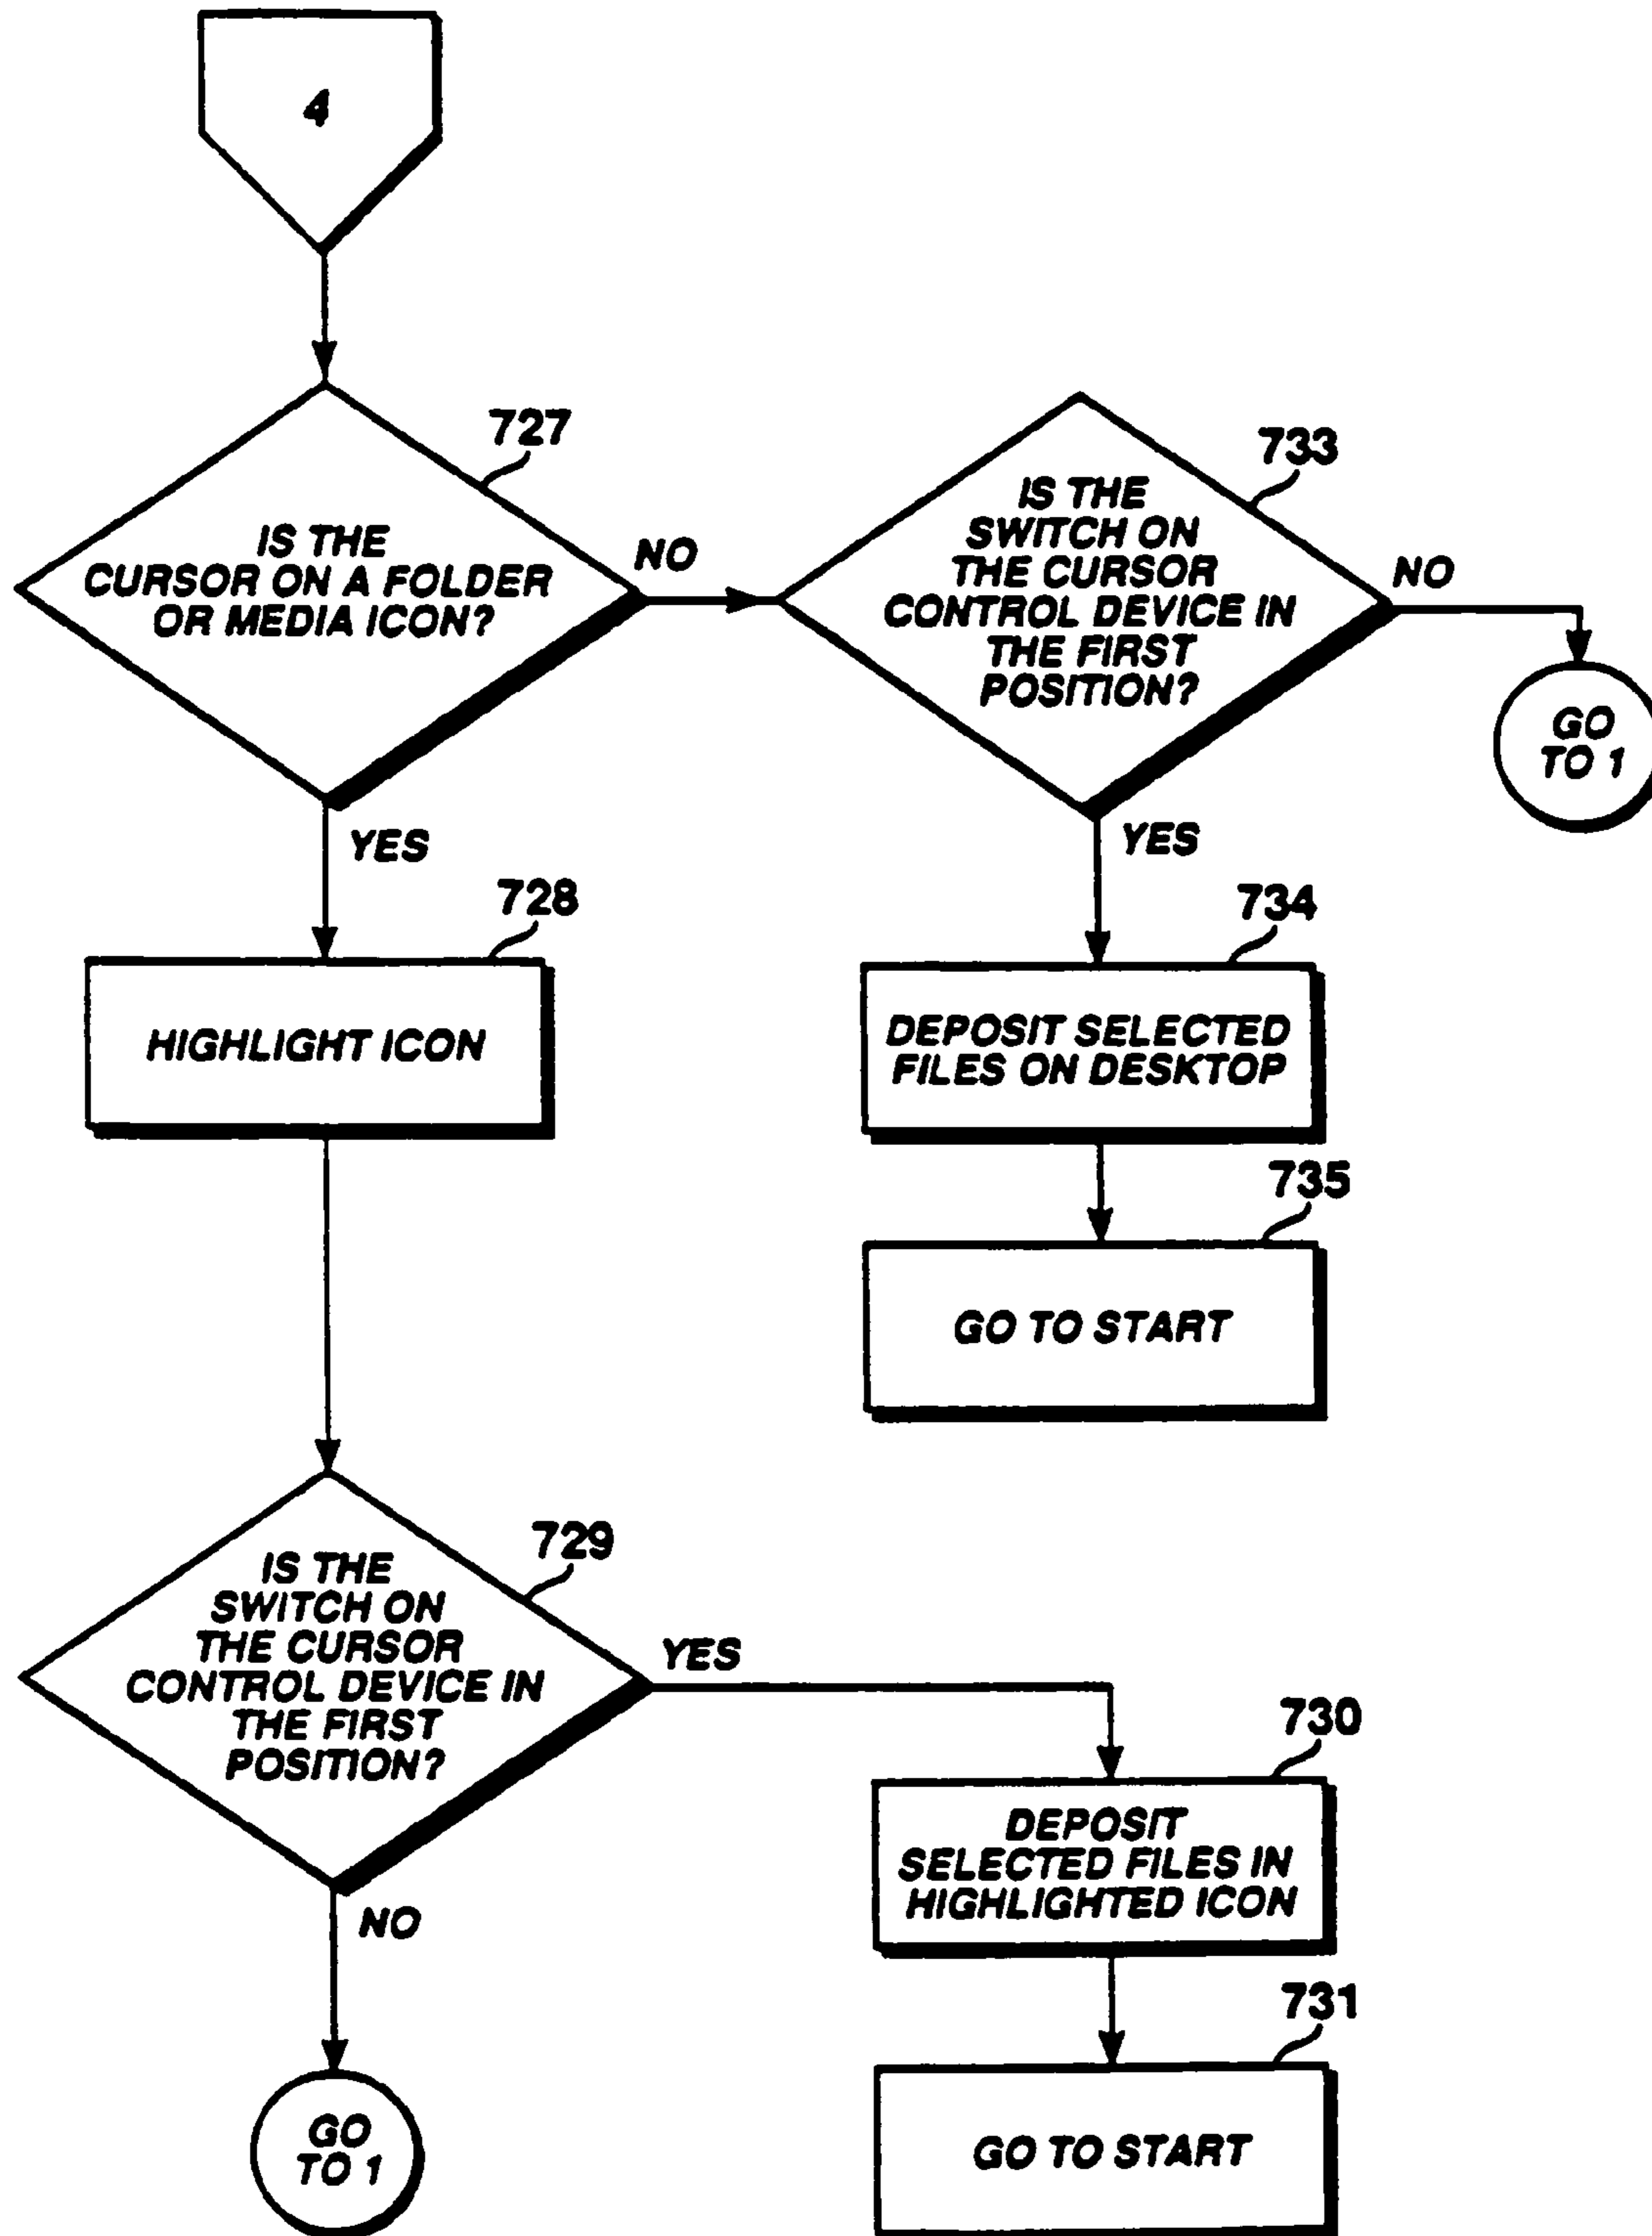 4
727
IS THE
CURSOR ON A FOLDER
OR MEDIA ICON?
NO
YES
733
IS THE
SWITCH ON
THE CURSOR
CONTROL DEVICE IN
THE FIRST
POSITION?
NO
GO
TO 1
YES
728
HIGHLIGHT ICON
734
DEPOSIT SELECTED
FILES ON DESKTOP
735
GO TO START
729
IS THE
SWITCH ON
THE CURSOR
CONTROL DEVICE IN
THE FIRST
POSITION?
YES
730
DEPOSIT
SELECTED FILES IN
HIGHLIGHTED ICON
NO
731
GO
TO 1
GO TO START